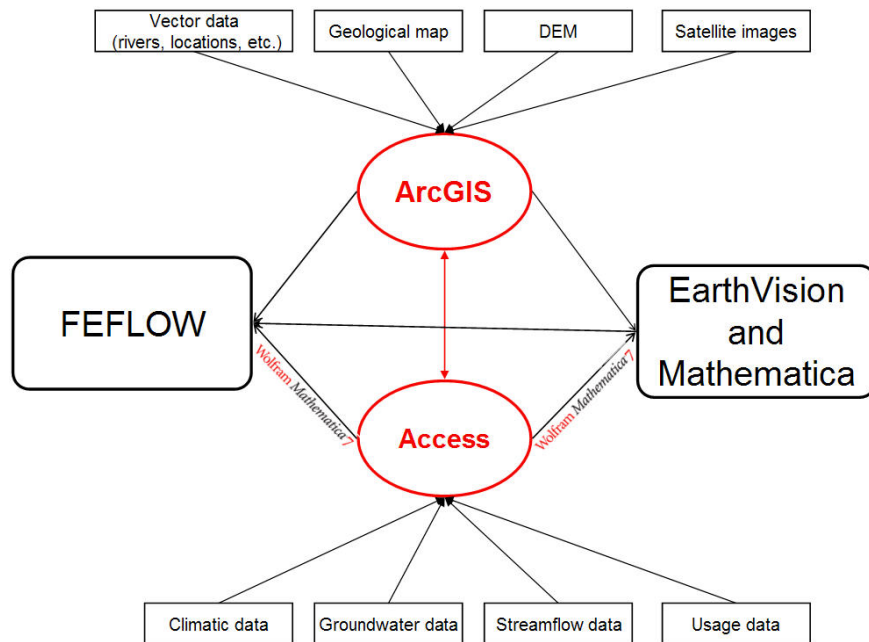 Vector data
(rivers, locations, etc.)
Geological map
DEM
Satellite images
ArcGIS
FEFLOW
EarthVision
and
Mathematica
Wolfram Mathematica 7
Wolfram Mathematica 7
Access
Climatic data
Groundwater data
Streamflow data
Usage data